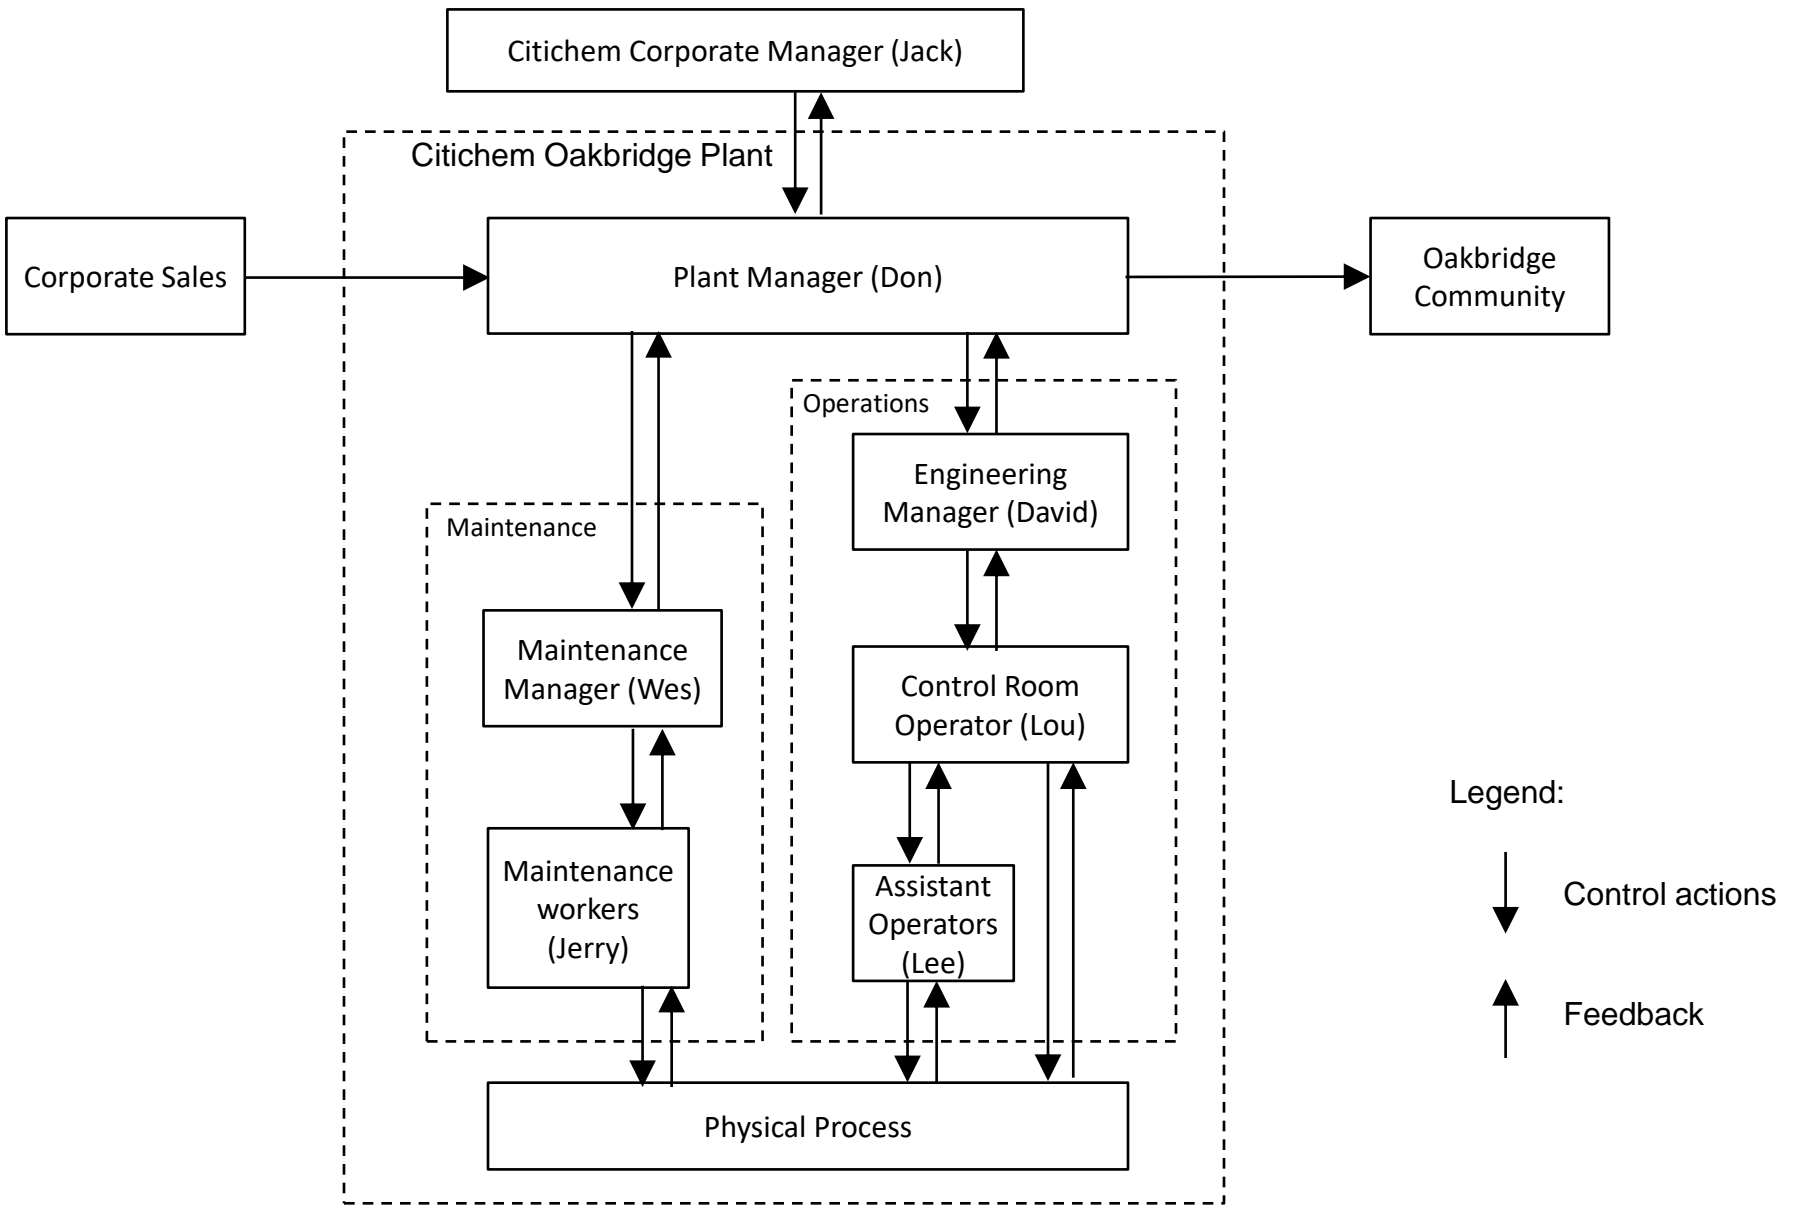 Citichem Corporate Manager (Jack)
Citichem Oakbridge Plant
Corporate Sales
Plant Manager (Don)
Oakbridge
Community
Operations
Engineering
Manager (David)
Maintenance
Maintenance
Manager (Wes)
Control Room
Operator (Lou)
Maintenance
workers
(Jerry)
Assistant
Operators
(Lee)
Physical Process
Legend:
Control actions
Feedback